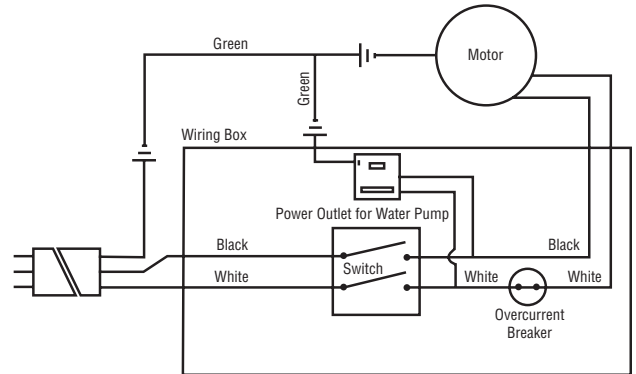 Green
Motor
Green
Wiring Box
Power Outlet for Water Pump
Black
Black
Switch
White
White
White
Overcurrent
Breaker